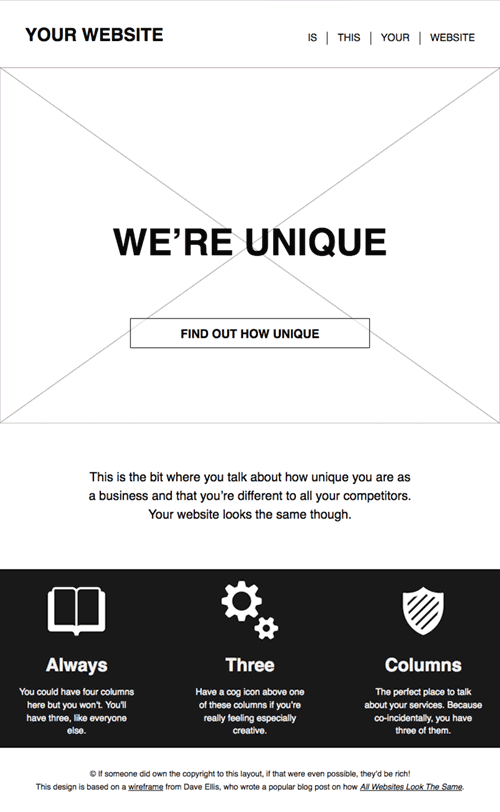 YOUR WEBSITE
IS | THIS | YOUR | WEBSITE
WE’RE UNIQUE
FIND OUT HOW UNIQUE
This is the bit where you talk about how unique you are as
a business and that you’re different to all your competitors.
Your website looks the same though.
Always
You could have four columns
here but you won’t. You’ll
have three, like everyone
else.
Three
Have a cog icon above one
of these columns if you’re
really feeling especially
creative.
Columns
The perfect place to talk
about your services. Because
co-incidentally, you have
three of them.
© If someone did own the copyright to this layout, if that were even possible, they’d be rich!
This design is based on a wireframe from Dave Ellis, who wrote a popular blog post on how All Websites Look The Same.